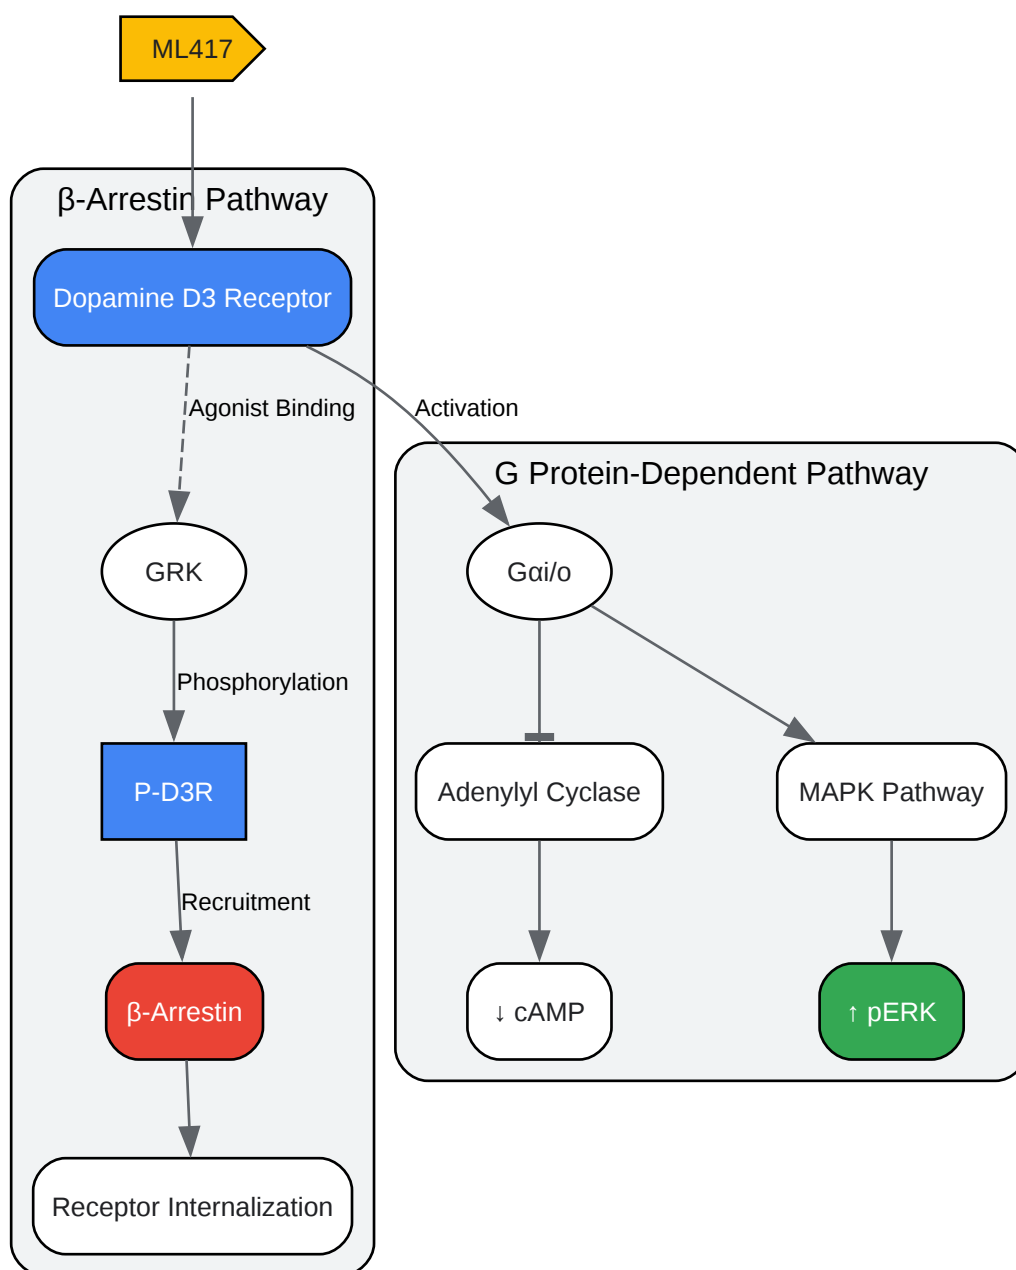 ML417
β-Arrestin Pathway
Dopamine D3 Receptor
Agonist Binding
Activation
G Protein-Dependent Pathway
GRK
Gαi/o
Phosphorylation
P-D3R
Adenylyl Cyclase
MAPK Pathway
Recruitment
β-Arrestin
↓ cAMP
↑ pERK
Receptor Internalization